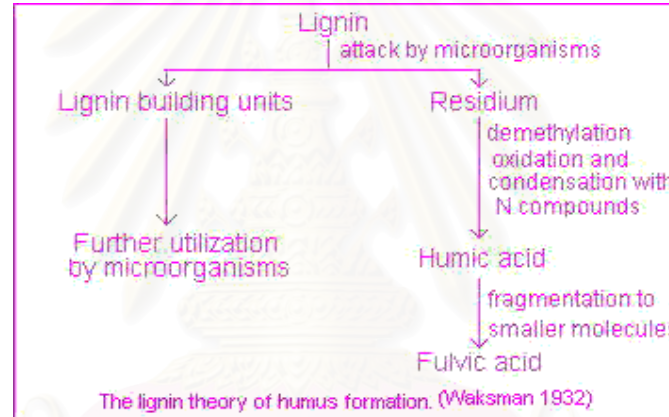 Lignin
attack by microorganisms
Lignin building units
Residium
demethylation
oxidation and
condensation with
N compounds
Further utilization
by microorganisms
Humic acid
fragmentation to
smaller molecules
Fulvic acid
The lignin theory of humus formation. (Waksman 1932)